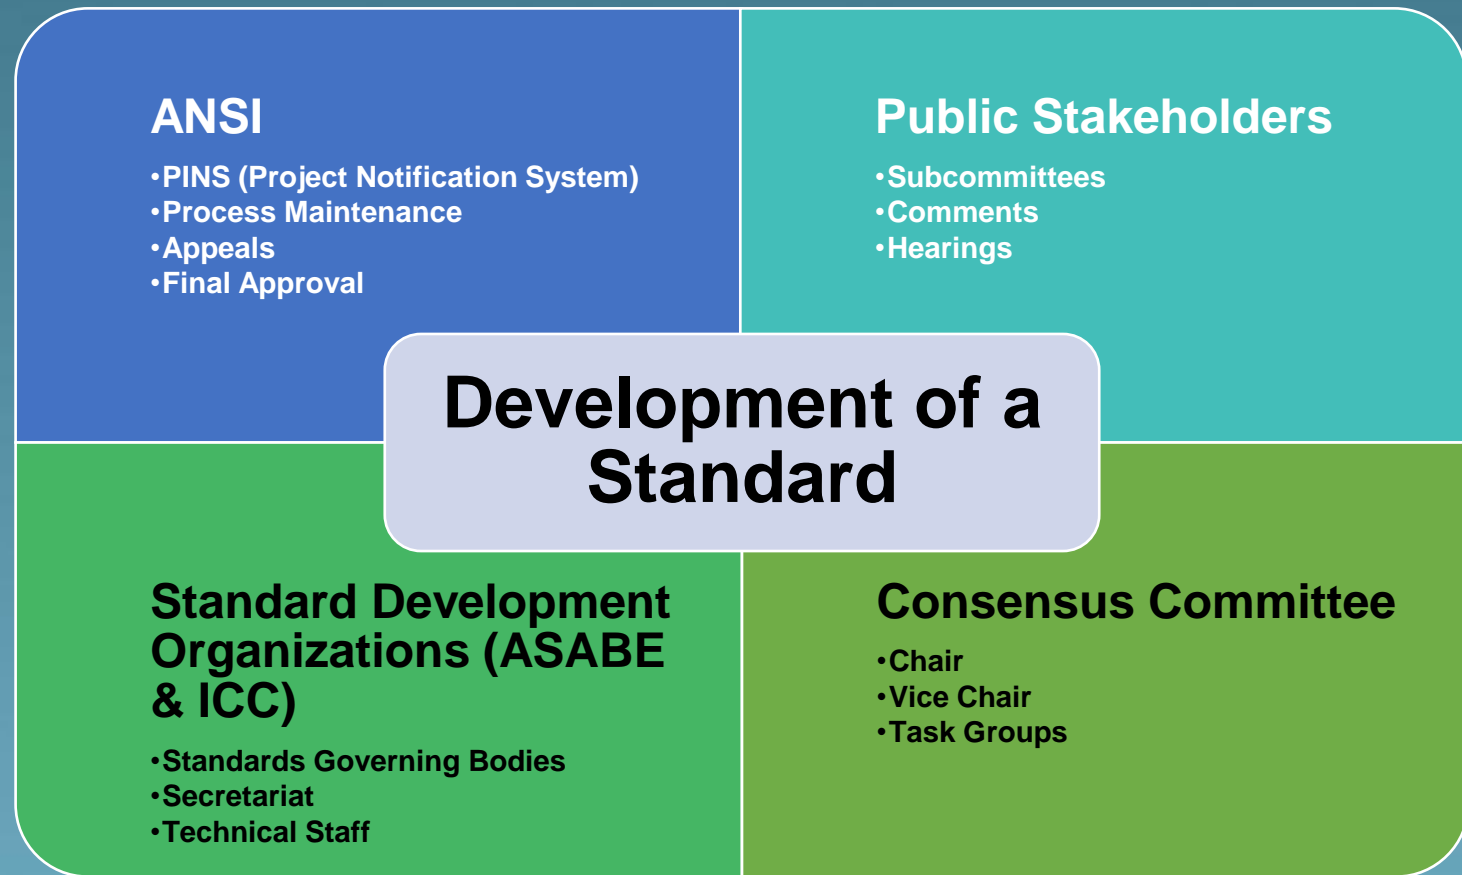 ANSI
•PINS (Project Notification System)
•Process Maintenance
•Appeals
•Final Approval
Public Stakeholders
•Subcommittees
•Comments
•Hearings
Development of a
Standard
Standard Development
Organizations (ASABE
& ICC)
•Standards Governing Bodies
•Secretariat
•Technical Staff
Consensus Committee
•Chair
•Vice Chair
•Task Groups